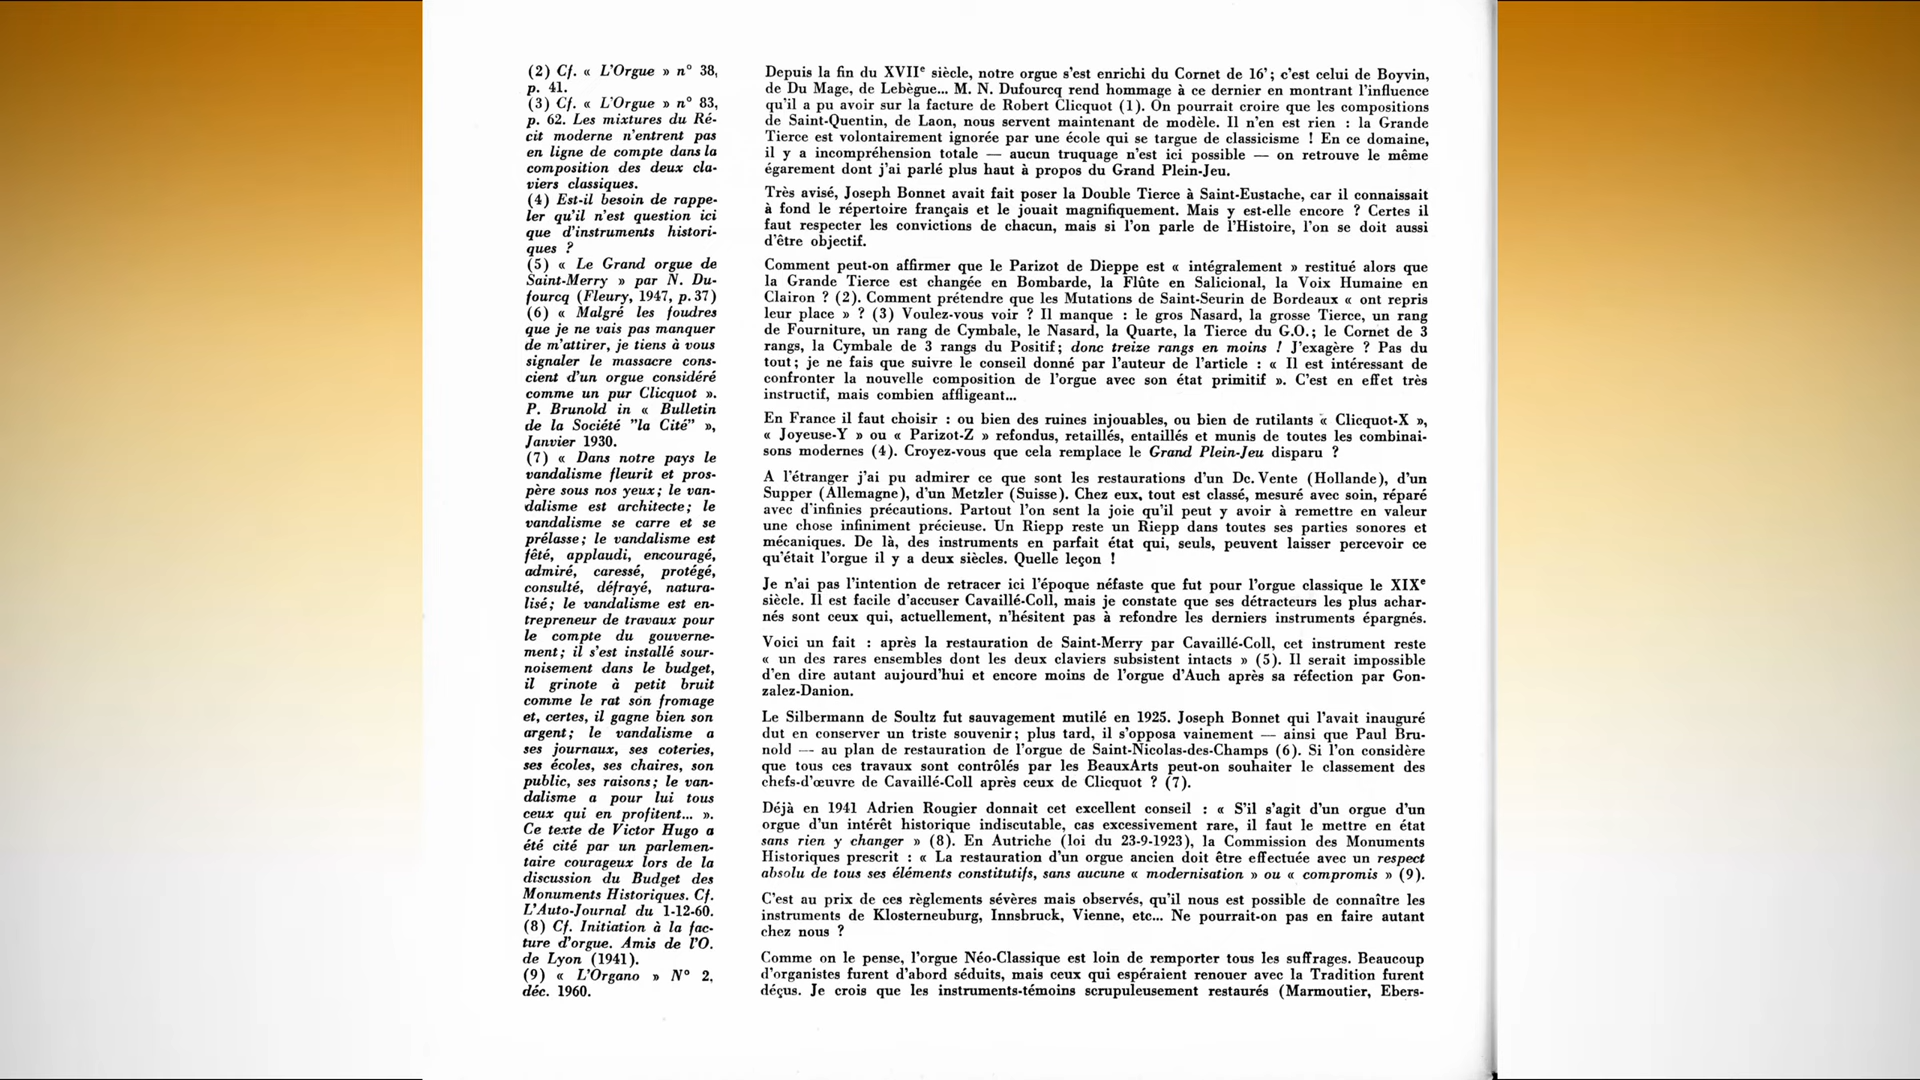 (2) Cf. « L'Orgue » n° 38,
p. 41.
(3) Cf. « L'Orgue » n° 83,
p. 62. Les mixtures du Ré-
cit moderne n'entrent pas
en ligne de compte dans la
composition des deux cla-
viers classiques.
(4) Est-il besoin de rappe-
ler qu'il n'est question ici
que d'instruments histori-
ques ?
(5) « Le Grand orgue de
Saint-Merry » par N. Du-
fourcq (Fleury, 1947, p. 37)
(6) « Malgré les foudres
que je ne vais pas manquer
de m'attirer, je tiens à vous
signaler le massacre cons-
cient d'un orgue considéré
comme un pur Clicquot ».
P. Brunold in « Bulletin
de la Société "la Cité" »,
Janvier 1930.
(7) « Dans notre pays le
vandalisme fleurit et pros-
père sous nos yeux; le van-
dalisme est architecte; le
vandalisme se carre et se
prélasse; le vandalisme est
fêté, applaudi, encouragé,
admiré, caressé, protégé,
consulté, défrayé, natura-
lisé; le vandalisme est en-
trepreneur de travaux pour
le compte du gouverne-
ment; il s'est installé sour-
noisement dans le budget,
il grinote à petit bruit
comme le rat son fromage
et, certes, il gagne bien son
argent; le vandalisme a
ses journaux, ses coteries,
ses écoles, ses chaires, son
public, ses raisons; le van-
dalisme a pour lui tous
ceux qui en profitent... ».
Ce texte de Victor Hugo a
été cité par un parlemen-
taire courageux lors de la
discussion du Budget des
Monuments Historiques. Cf.
L'Auto-Journal du 1-12-60.
(8) Cf. Initiation à la fac-
ture d'orgue. Amis de l'O.
de Lyon (1941).
(9) « L'Organo » N° 2,
déc. 1960.
Depuis la fin du XVIIe siècle, notre orgue s'est enrichi du Cornet de 16'; c'est celui de Boyvin,
de Du Mage, de Lebègue... M. N. Dufourcq rend hommage à ce dernier en montrant l'influence
qu'il a pu avoir sur la facture de Robert Clicquot (1). On pourrait croire que les compositions
de Saint-Quentin, de Laon, nous servent maintenant de modèle. Il n'en est rien : la Grande
Tierce est volontairement ignorée par une école qui se targue de classicisme ! En ce domaine,
il y a incompréhension totale — aucun truquage n'est ici possible — on retrouve le même
égarement dont j'ai parlé plus haut à propos du Grand Plein-Jeu.
Très avisé, Joseph Bonnet avait fait poser la Double Tierce à Saint-Eustache, car il connaissait
à fond le répertoire français et le jouait magnifiquement. Mais y est-elle encore ? Certes il
faut respecter les convictions de chacun, mais si l'on parle de l'Histoire, l'on se doit aussi
d'être objectif.
Comment peut-on affirmer que le Parizot de Dieppe est « intégralement » restitué alors que
la Grande Tierce est changée en Bombarde, la Flûte en Salicional, la Voix Humaine en
Clairon ? (2). Comment prétendre que les Mutations de Saint-Seurin de Bordeaux « ont repris
leur place » ? (3) Voulez-vous voir ? Il manque : le gros Nasard, la grosse Tierce, un rang
de Fourniture, un rang de Cymbale, le Nasard, la Quarte, la Tierce du G.O.; le Cornet de 3
rangs, la Cymbale de 3 rangs du Positif; donc treize rangs en moins ! J'exagère ? Pas du
tout; je ne fais que suivre le conseil donné par l'auteur de l'article : « Il est intéressant de
confronter la nouvelle composition de l'orgue avec son état primitif ». C'est en effet très
instructif, mais combien affligeant...
En France il faut choisir : ou bien des ruines injouables, ou bien de rutilants « Clicquot-X »,
« Joyeuse-Y » ou « Parizot-Z » refondus, retaillés, entaillés et munis de toutes les combinai-
sons modernes (4). Croyez-vous que cela remplace le Grand Plein-Jeu disparu ?
A l'étranger j'ai pu admirer ce que sont les restaurations d'un Dc. Vente (Hollande), d'un
Supper (Allemagne), d'un Metzler (Suisse). Chez eux, tout est classé, mesuré avec soin, réparé
avec d'infinies précautions. Partout l'on sent la joie qu'il peut y avoir à remettre en valeur
une chose infiniment précieuse. Un Riepp reste un Riepp dans toutes ses parties sonores et
mécaniques. De là, des instruments en parfait état qui, seuls, peuvent laisser percevoir ce
qu'était l'orgue il y a deux siècles. Quelle leçon !
Je n'ai pas l'intention de retracer ici l'époque néfaste que fut pour l'orgue classique le XIXe
siècle. Il est facile d'accuser Cavaillé-Coll, mais je constate que ses détracteurs les plus achar-
nés sont ceux qui, actuellement, n'hésitent pas à refondre les derniers instruments épargnés.
Voici un fait : après la restauration de Saint-Merry par Cavaillé-Coll, cet instrument reste
« un des rares ensembles dont les deux claviers subsistent intacts » (5). Il serait impossible
d'en dire autant aujourd'hui et encore moins de l'orgue d'Auch après sa réfection par Gon-
zalez-Danion.
Le Silbermann de Soultz fut sauvagement mutilé en 1925. Joseph Bonnet qui l'avait inauguré
dut en conserver un triste souvenir; plus tard, il s'opposa vainement — ainsi que Paul Bru-
nold — au plan de restauration de l'orgue de Saint-Nicolas-des-Champs (6). Si l'on considère
que tous ces travaux sont contrôlés par les BeauxArts peut-on souhaiter le classement des
chefs-d'œuvre de Cavaillé-Coll après ceux de Clicquot ? (7).
Déjà en 1941 Adrien Rougier donnait cet excellent conseil : « S'il s'agit d'un orgue d'un
orgue d'un intérêt historique indiscutable, cas excessivement rare, il faut le mettre en état
sans rien y changer » (8). En Autriche (loi du 23-9-1923), la Commission des Monuments
Historiques prescrit : « La restauration d'un orgue ancien doit être effectuée avec un respect
absolu de tous ses éléments constitutifs, sans aucune « modernisation » ou « compromis » (9).
C'est au prix de ces règlements sévères mais observés, qu'il nous est possible de connaître les
instruments de Klosterneuburg, Innsbruck, Vienne, etc... Ne pourrait-on pas en faire autant
chez nous ?
Comme on le pense, l'orgue Néo-Classique est loin de remporter tous les suffrages. Beaucoup
d'organistes furent d'abord séduits, mais ceux qui espéraient renouer avec la Tradition furent
déçus. Je crois que les instruments-témoins scrupuleusement restaurés (Marmoutier, Ebers-